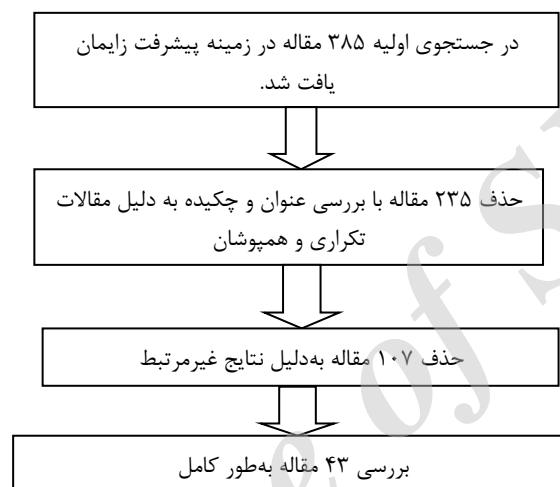 در جستجوی اولیه ۳۸۵ مقاله در زمینه پیشرفت زایمان
یافت شد.
حذف ۲۳۵ مقاله با بررسی عنوان و چکیده به دلیل مقالات
تکراری و همپوشان
حذف ۱۰۷ مقاله به‌دلیل نتایج غیرمرتبط
بررسی ۴۳ مقاله به‌طور کامل